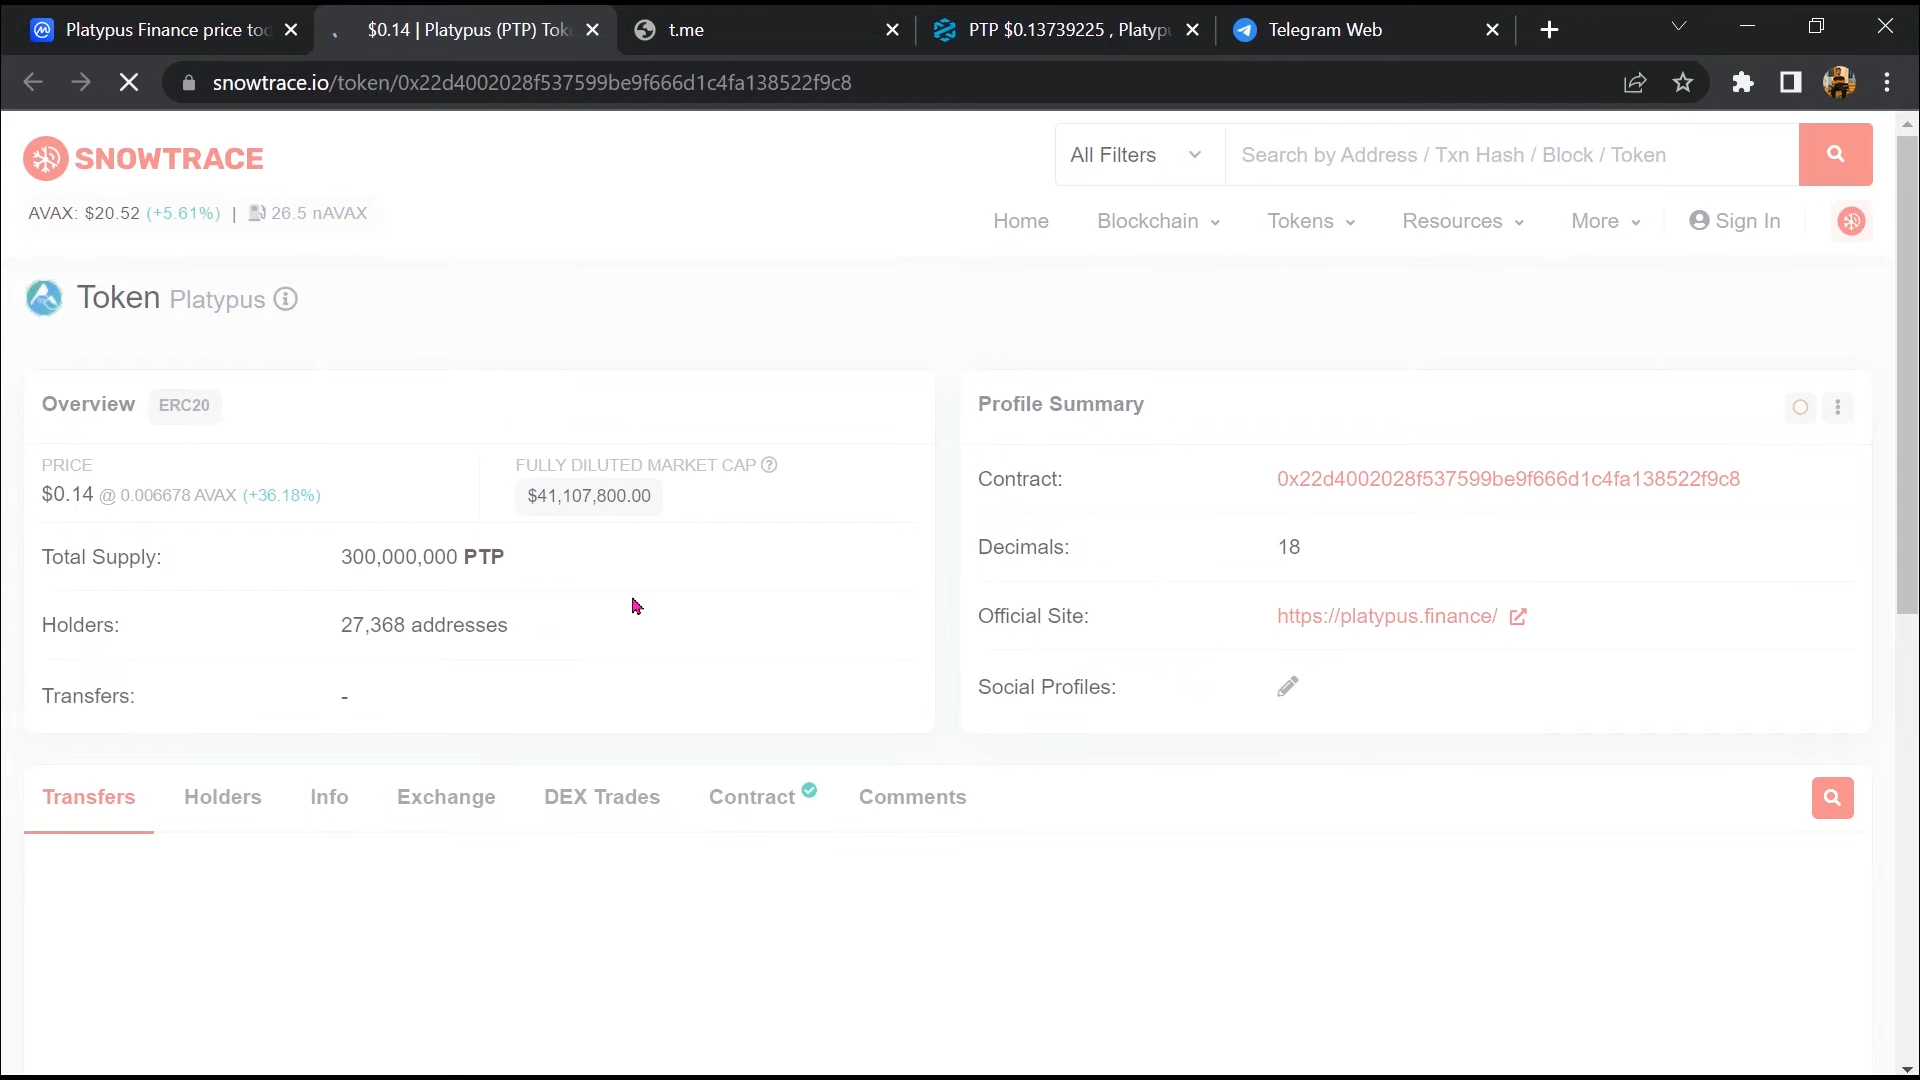 Platypus Finance price tod
$0.14 | Platypus (PTP) Tok
t.me
PTP $0.13739225 , Platypu
Telegram Web
snowtrace.io/token/0x22d4002028f537599be9f666d1c4fa138522f9c8
SNOWTRACE
All Filters
Search by Address / Txn Hash / Block / Token
AVAX: $20.52 (+5.61%) | 26.5 nAVAX
Home Blockchain Tokens Resources More Sign In
Token Platypus
Overview ERC20
PRICE
$0.14 @ 0.006678 AVAX (+36.18%)
FULLY DILUTED MARKET CAP
$41,107,800.00
Total Supply: 300,000,000 PTP
Holders: 27,368 addresses
Transfers: -
Profile Summary
Contract: 0x22d4002028f537599be9f666d1c4fa138522f9c8
Decimals: 18
Official Site: https://platypus.finance/
Social Profiles:
Transfers Holders Info Exchange DEX Trades Contract Comments